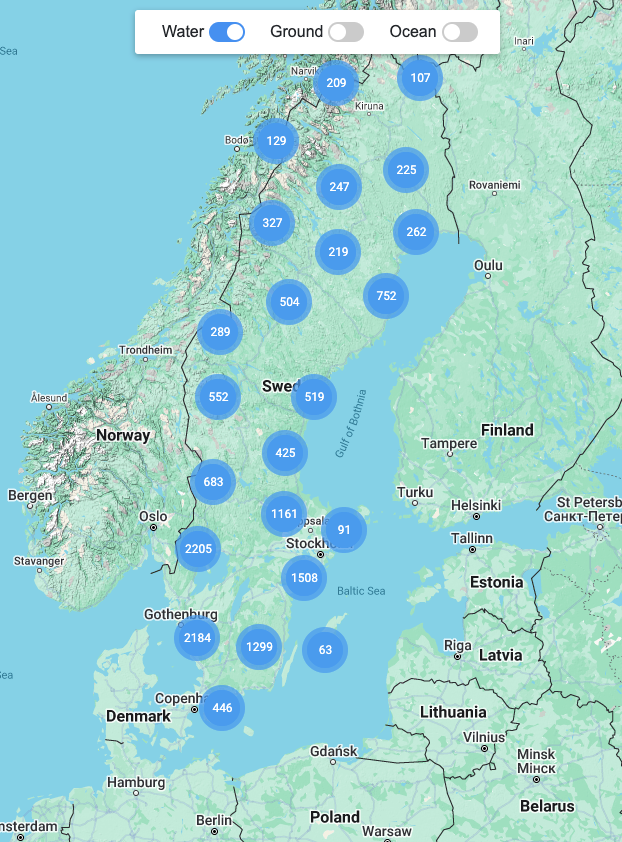 Water Ground Ocean
Sea
Inari
Narvik
209
107
Kiruna
Bodø
129
225
247
Rovaniemi
327
262
219
Oulu
504
752
289
Trondheim
Swed
552
519
Ålesund
Gulf of Bothnia
Norway
Finland
425
Tampere
683
Bergen
Turku
Helsinki
St Petersb
Санкт-Петер
Oslo
1161
psala
91
Tallinn
2205
Stockho
Stavanger
1508
Estonia
Baltic Sea
Gothenburg
2184
1299
63
Riga
Latvia
ea
Copenh
446
Denmark
Lithuania
Vilnius
Gdańsk
Minsk
Мінск
Hamburg
Belarus
Poland
Berlin
nsterdam
Warsaw